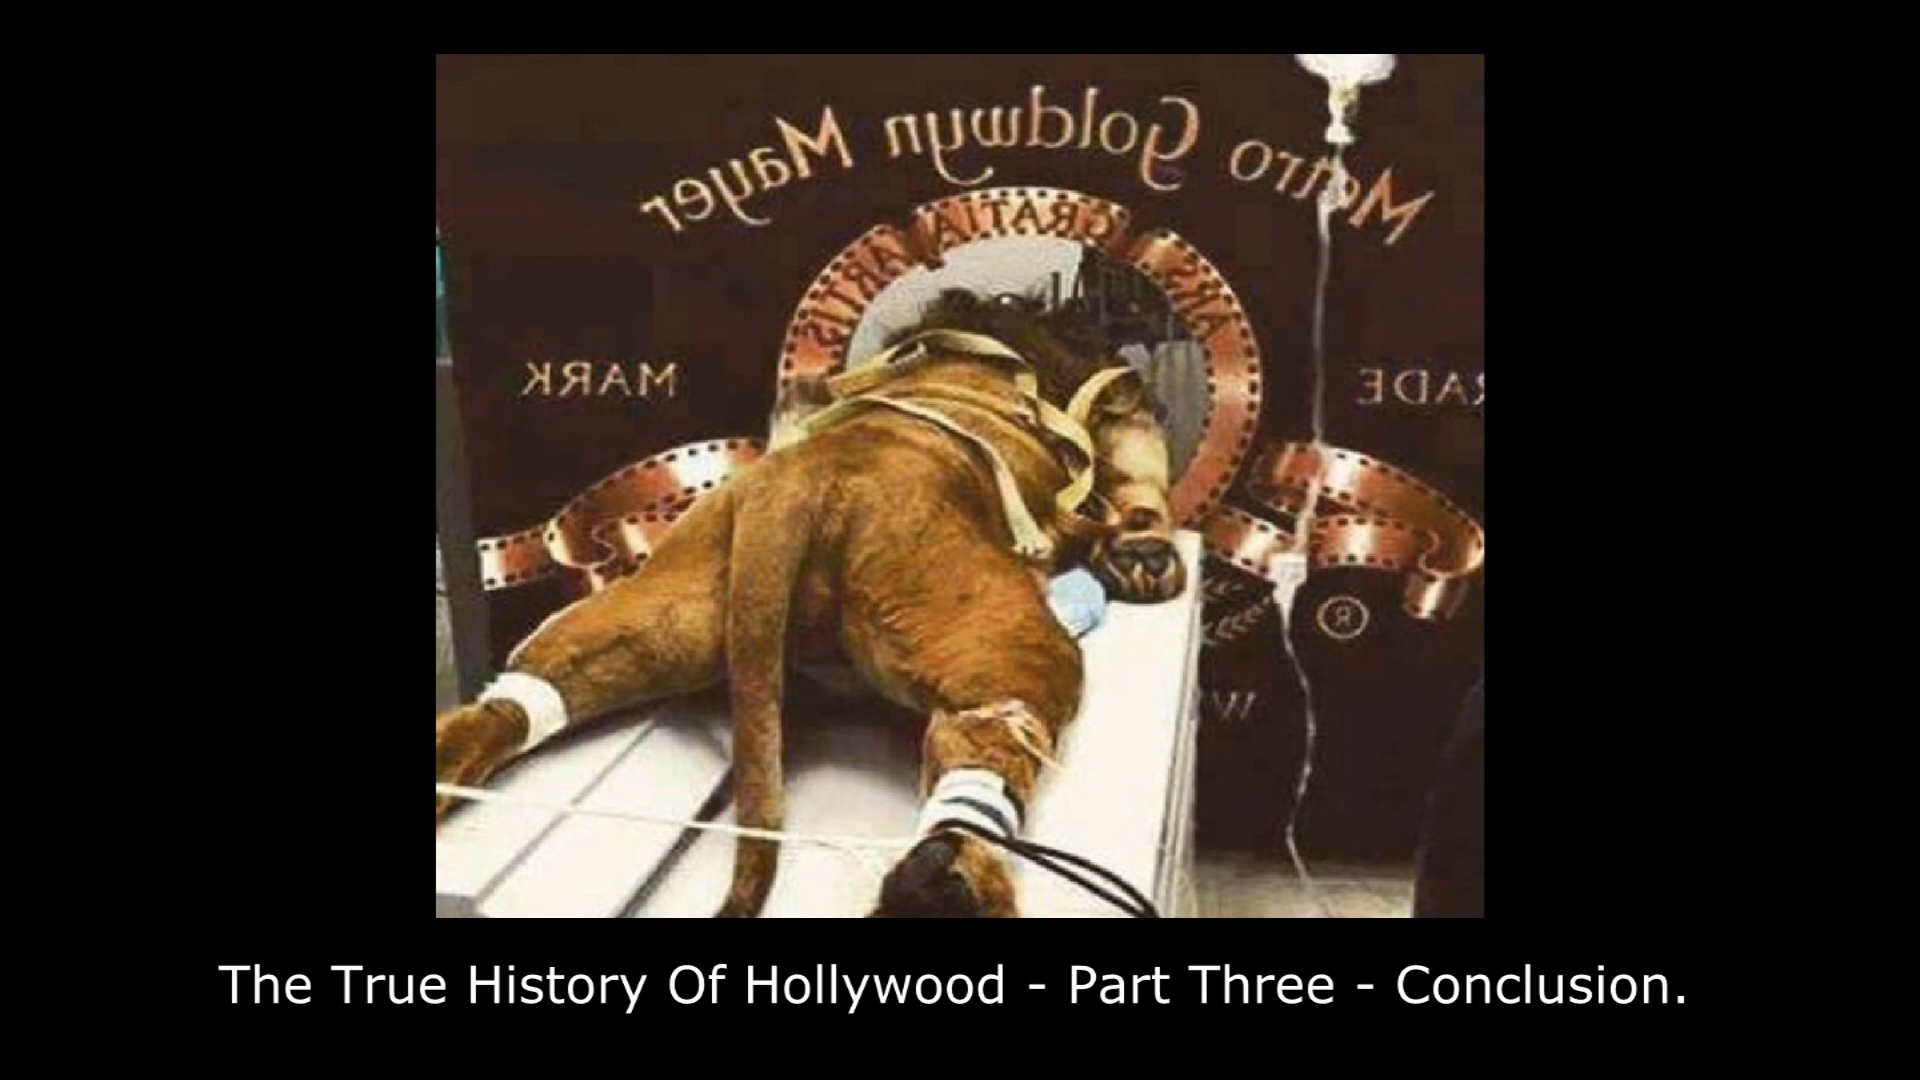 Metro Goldwyn Mayer
ARS GRATIA ARTIS
RADE MARK
®
The True History Of Hollywood - Part Three - Conclusion.